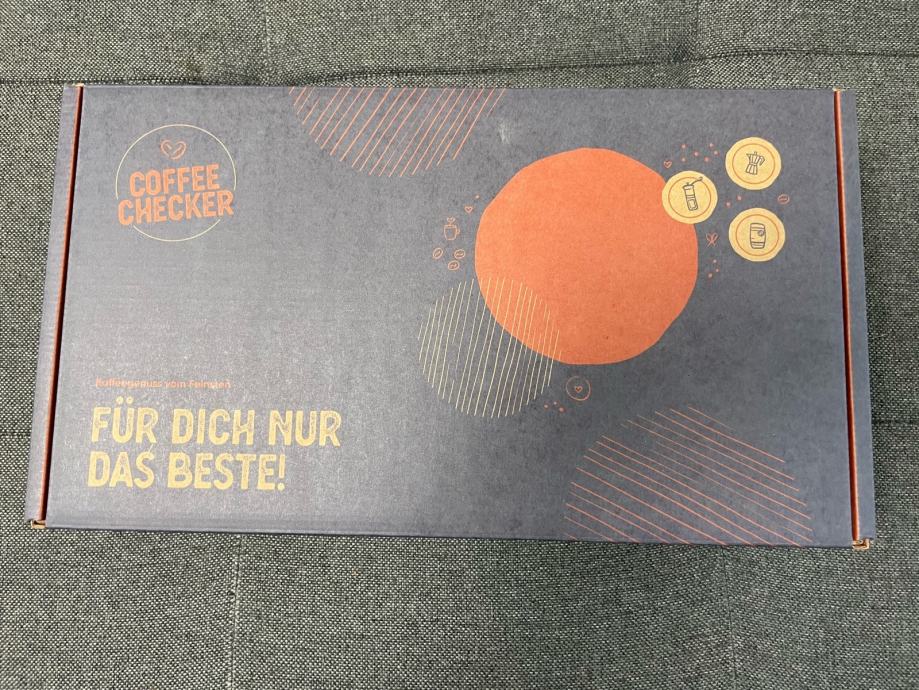 COFFEE
CHECKER
Kaffeegenuss vom Feinsten
FÜR DICH NUR
DAS BESTE!